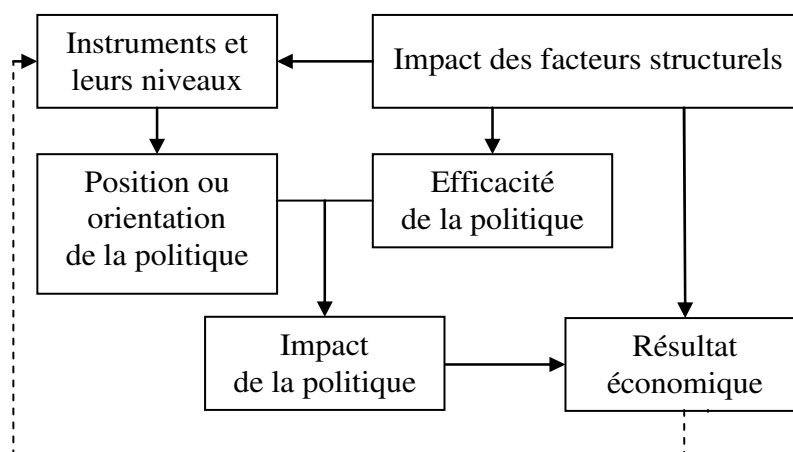 Instruments et
leurs niveaux
Impact des facteurs structurels
Position ou
orientation
de la politique
Efficacité
de la politique
Impact
de la politique
Résultat
économique